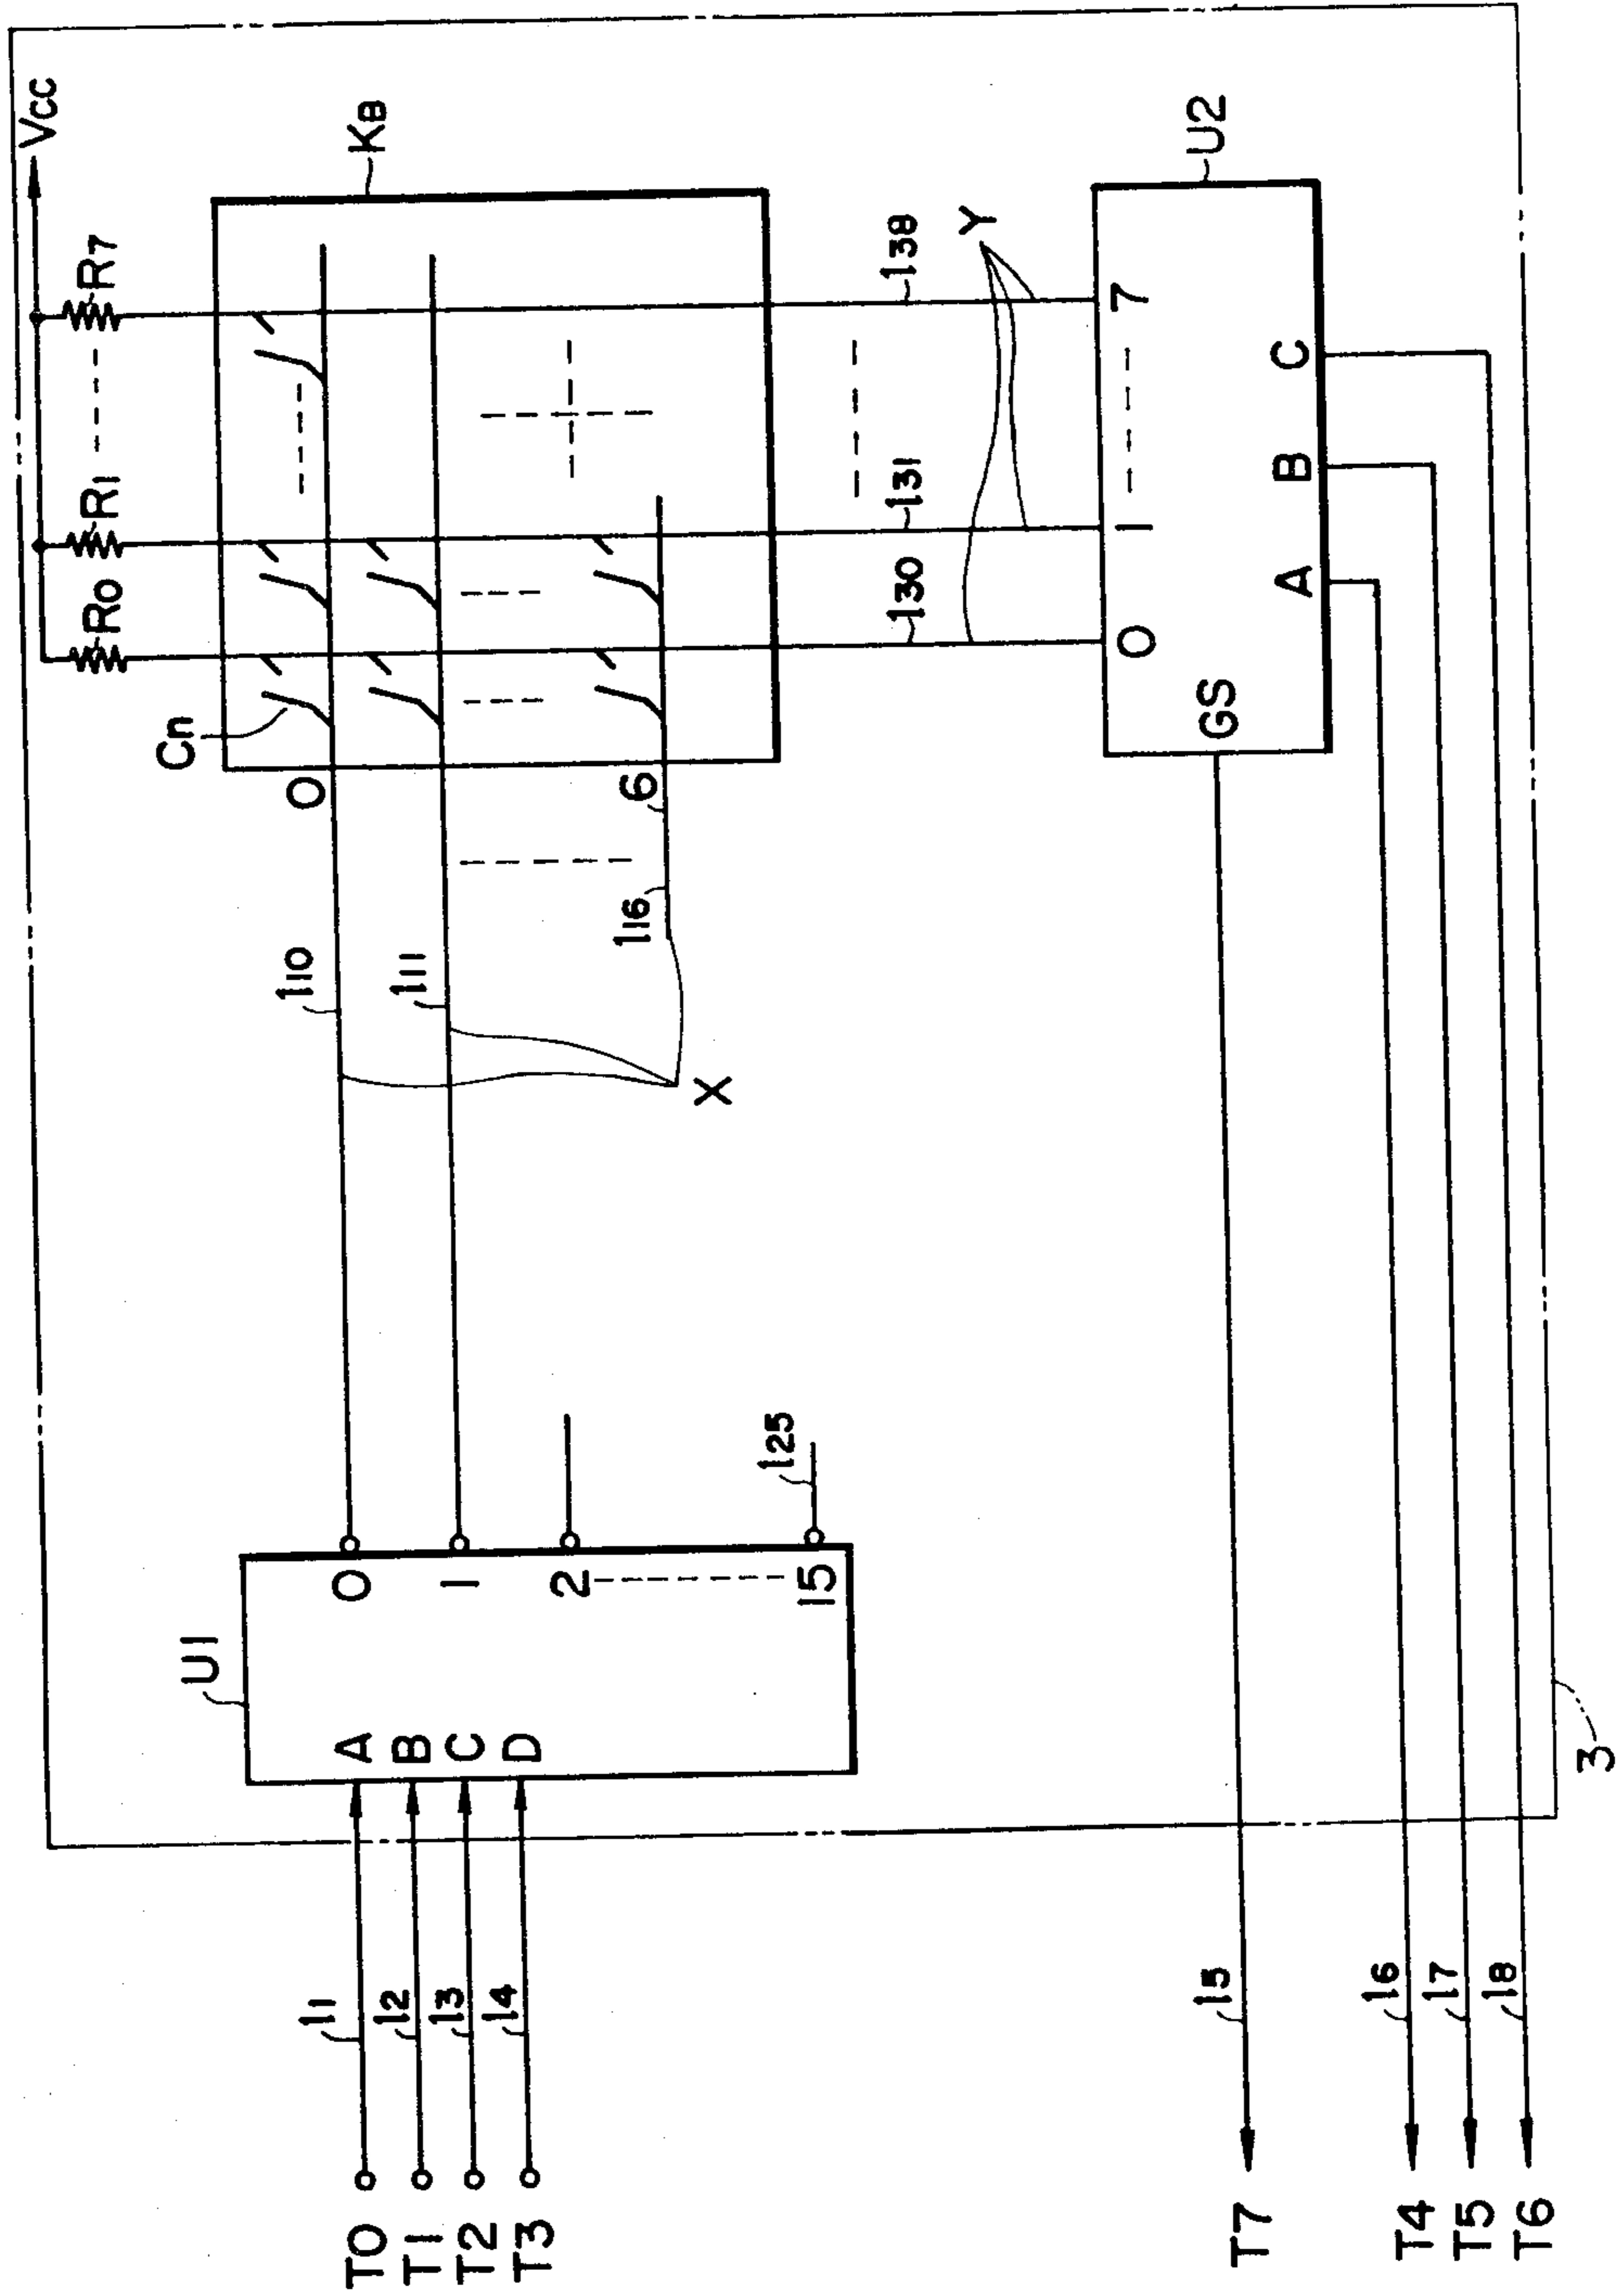 Vcc
R0 R1 R7
Cn
KB
0
6
110
111
116
X
130 131 138
Y
U1
A
B
C
D
0
1
2
15
125
T0
T1
T2
T3
11
12
13
14
U2
0 1 7
GS
A B C
15
16
17
18
T7
T4
T5
T6
3